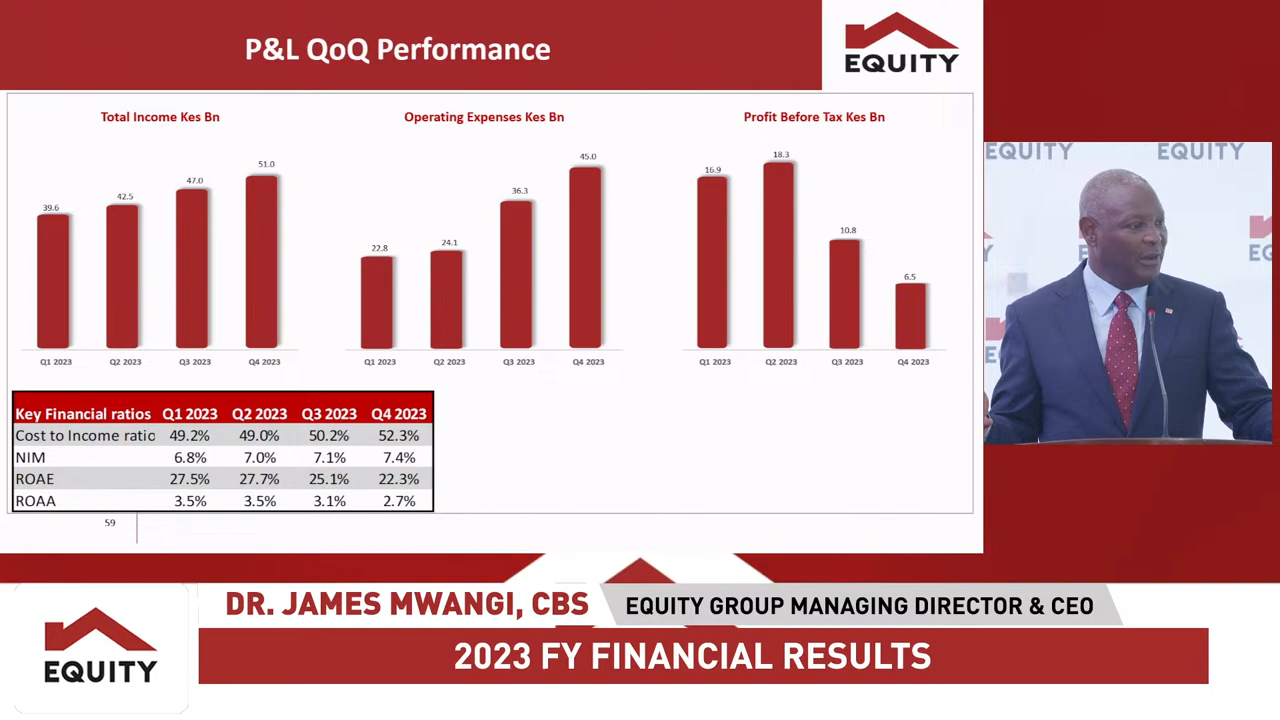 P&L QoQ Performance
EQUITY
Total Income Kes Bn
39.6
42.5
47.0
51.0
Q1 2023 Q2 2023 Q3 2023 Q4 2023
Operating Expenses Kes Bn
22.8
24.1
36.3
45.0
Q1 2023 Q2 2023 Q3 2023 Q4 2023
Profit Before Tax Kes Bn
16.9
18.3
10.8
6.5
Q1 2023 Q2 2023 Q3 2023 Q4 2023
Key Financial ratios Q1 2023 Q2 2023 Q3 2023 Q4 2023
Cost to Income ratio 49.2% 49.0% 50.2% 52.3%
NIM 6.8% 7.0% 7.1% 7.4%
ROAE 27.5% 27.7% 25.1% 22.3%
ROAA 3.5% 3.5% 3.1% 2.7%
59
EQUITY EQUITY
DR. JAMES MWANGI, CBS
EQUITY GROUP MANAGING DIRECTOR & CEO
2023 FY FINANCIAL RESULTS
EQUITY